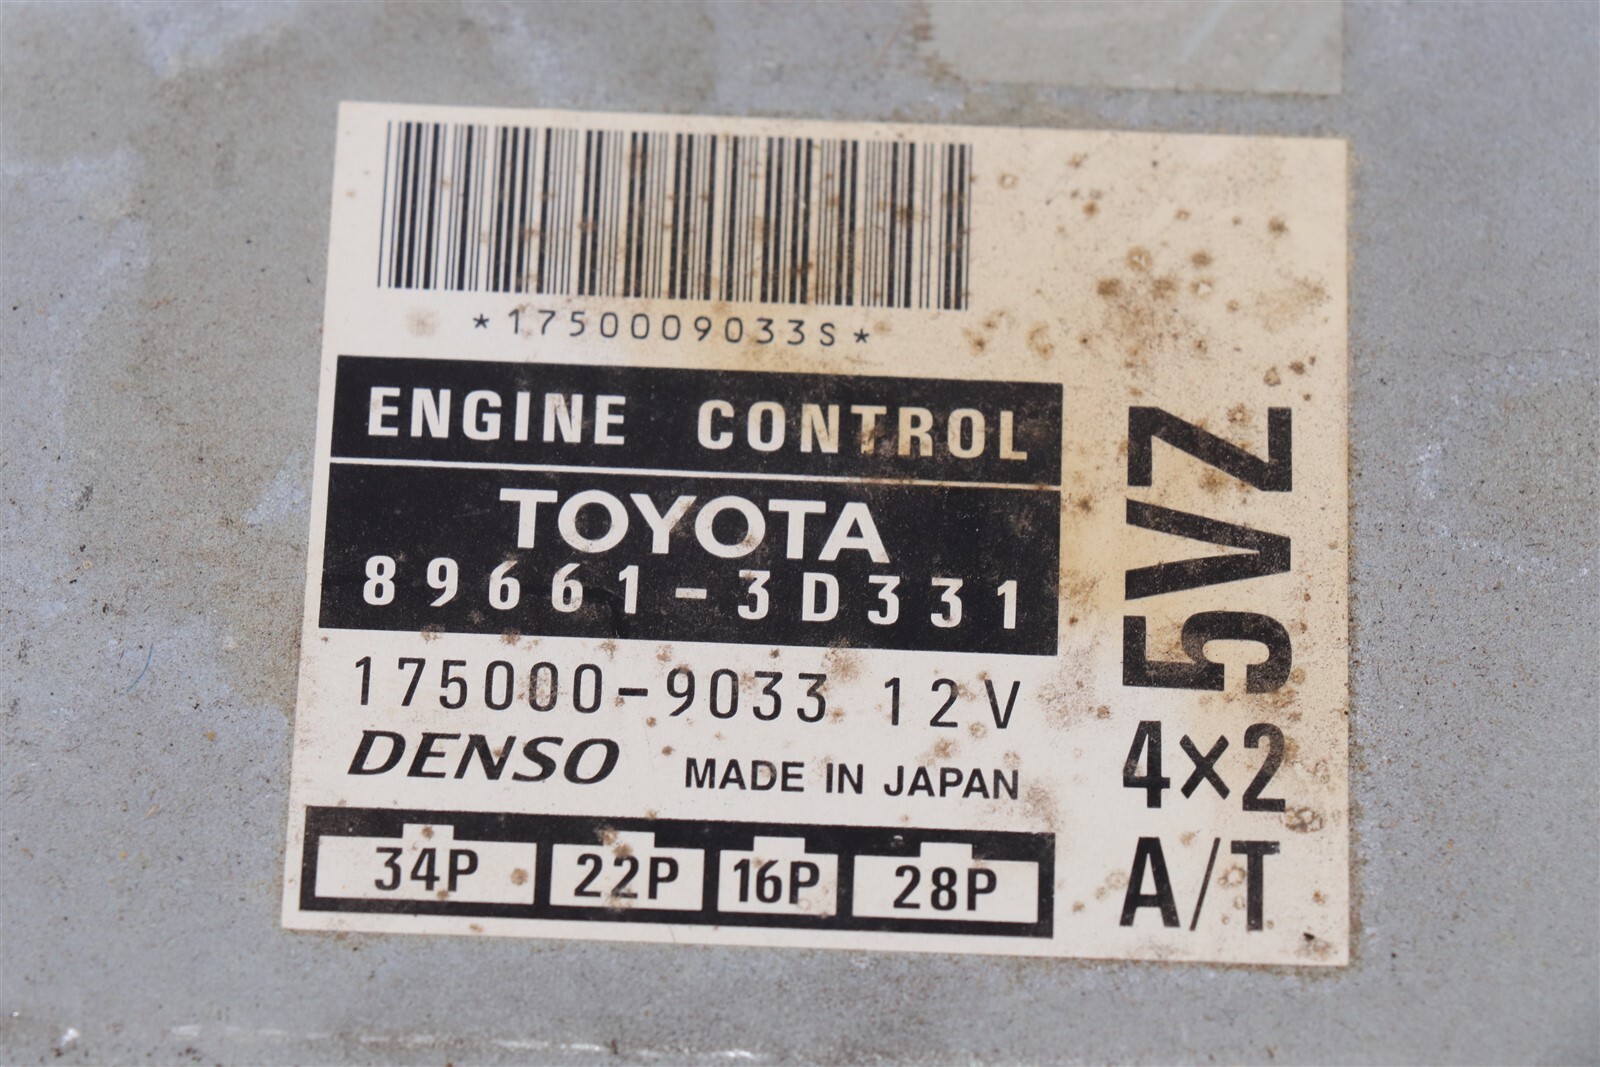 *1750009033S*
ENGINE CONTROL
TOYOTA
89661-3D331
175000-9033 12V
DENSO MADE IN JAPAN
34P 22P 16P 28P
5VZ
4×2
A/T